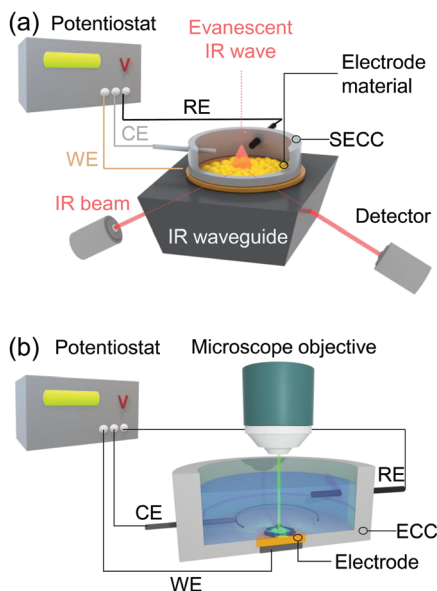 (a)
Potentiostat
Evanescent
IR wave
Electrode
material
V
RE
CE
SECC
WE
IR beam
IR waveguide
Detector
(b)
Potentiostat
Microscope objective
V
RE
CE
ECC
Electrode
WE